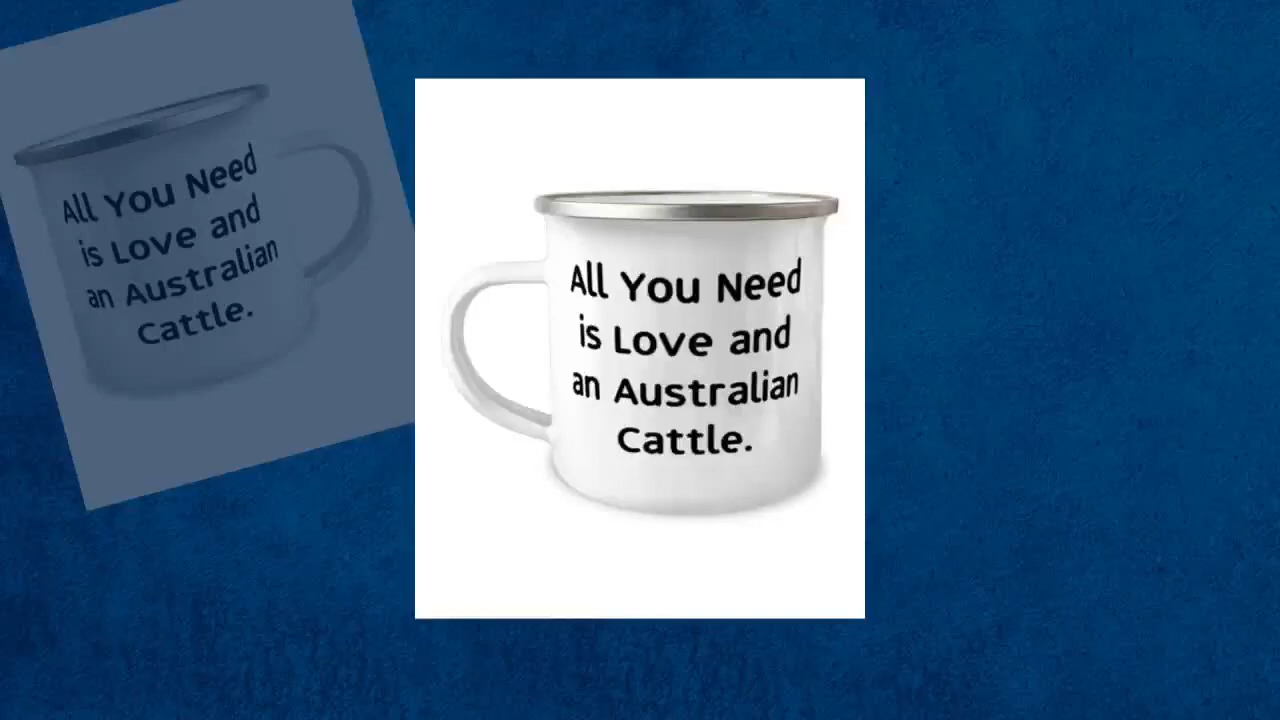 All You Need
is Love and
an Australian
Cattle.
All You Need
is Love and
an Australian
Cattle.